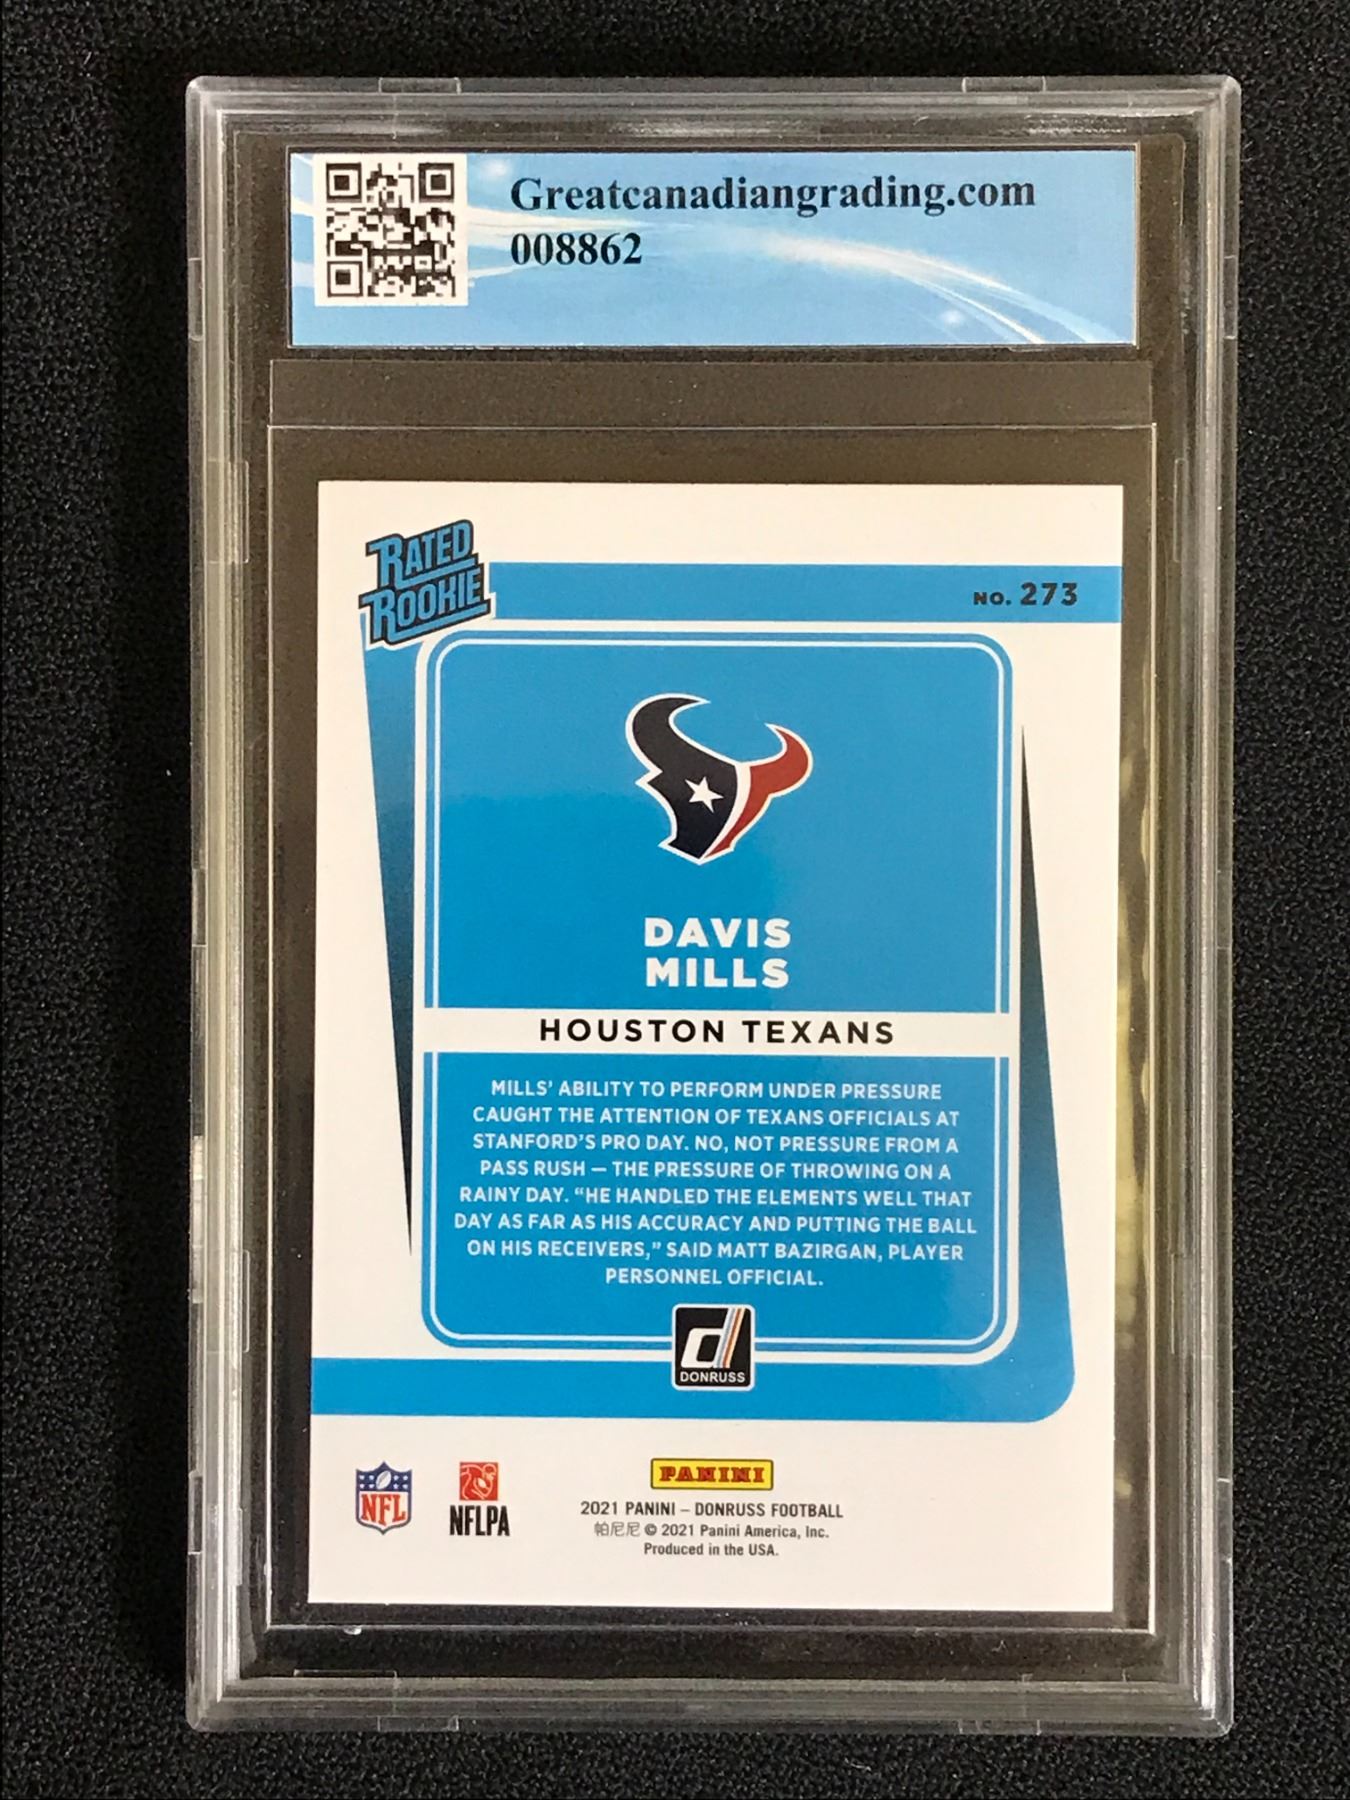 Greatcanadiangrading.com
008862
RATED
ROOKIE
NO. 273
DAVIS
MILLS
HOUSTON TEXANS
MILLS' ABILITY TO PERFORM UNDER PRESSURE
CAUGHT THE ATTENTION OF TEXANS OFFICIALS AT
STANFORD'S PRO DAY. NO, NOT PRESSURE FROM A
PASS RUSH — THE PRESSURE OF THROWING ON A
RAINY DAY. “HE HANDLED THE ELEMENTS WELL THAT
DAY AS FAR AS HIS ACCURACY AND PUTTING THE BALL
ON HIS RECEIVERS,” SAID MATT BAZIRGAN, PLAYER
PERSONNEL OFFICIAL.
d
DONRUSS
NFL
NFLPA
PANINI
2021 PANINI – DONRUSS FOOTBALL
帕尼尼 © 2021 Panini America, Inc.
Produced in the USA.